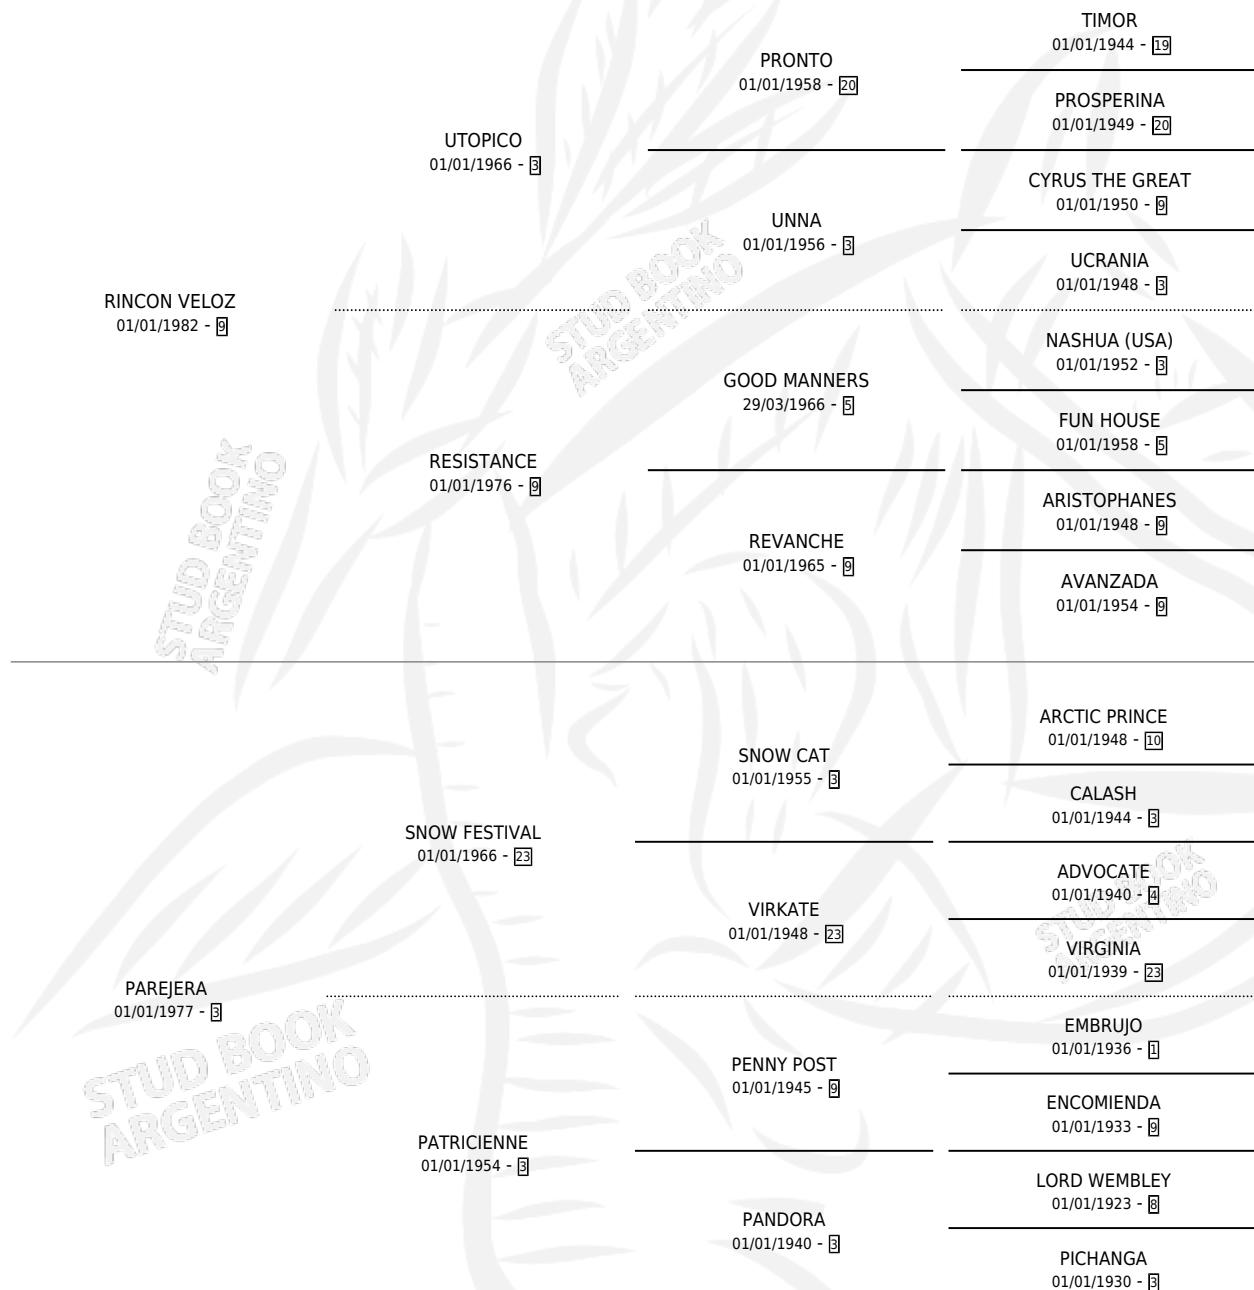 TIMOR
01/01/1944 - 19
PRONTO
01/01/1958 - 20
PROSPERINA
01/01/1949 - 20
UTOPICO
01/01/1966 - 3
CYRUS THE GREAT
01/01/1950 - 9
UNNA
01/01/1956 - 3
UCRANIA
01/01/1948 - 3
RINCON VELOZ
01/01/1982 - 9
NASHUA (USA)
01/01/1952 - 3
GOOD MANNERS
29/03/1966 - 5
FUN HOUSE
01/01/1958 - 5
RESISTANCE
01/01/1976 - 9
ARISTOPHANES
01/01/1948 - 9
REVANCHE
01/01/1965 - 9
AVANZADA
01/01/1954 - 9
STUD BOOK
ARGENTINO
STUD BOOK
ARGENTINO
ARCTIC PRINCE
01/01/1948 - 10
SNOW CAT
01/01/1955 - 3
CALASH
01/01/1944 - 3
SNOW FESTIVAL
01/01/1966 - 23
ADVOCATE
01/01/1940 - 4
VIRKATE
01/01/1948 - 23
VIRGINIA
01/01/1939 - 23
PAREJERA
01/01/1977 - 3
EMBRUJO
01/01/1936 - 1
PENNY POST
01/01/1945 - 9
ENCOMIENDA
01/01/1933 - 9
PATRICIENNE
01/01/1954 - 3
LORD WEMBLEY
01/01/1923 - 8
PANDORA
01/01/1940 - 3
PICHANGA
01/01/1930 - 3
STUD BOOK
ARGENTINO
STUD BOOK
ARGENTINO